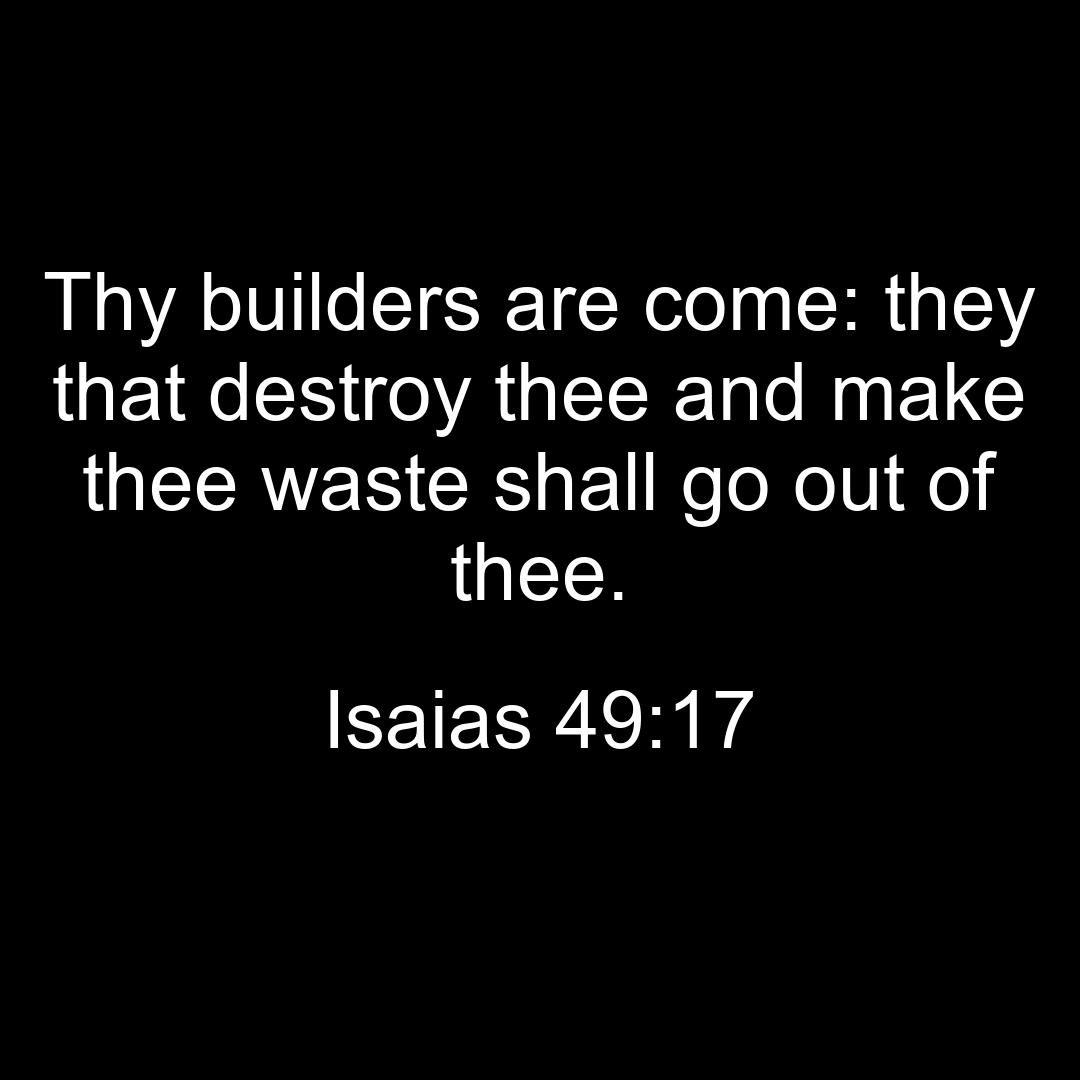 Thy builders are come: they
that destroy thee and make
thee waste shall go out of
thee.
Isaias 49:17